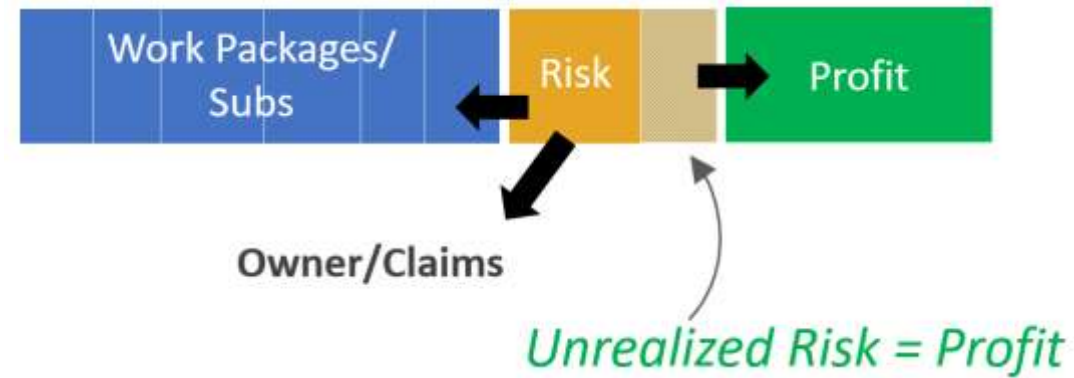 Work Packages/
Subs
Risk
Profit
Owner/Claims
Unrealized Risk = Profit